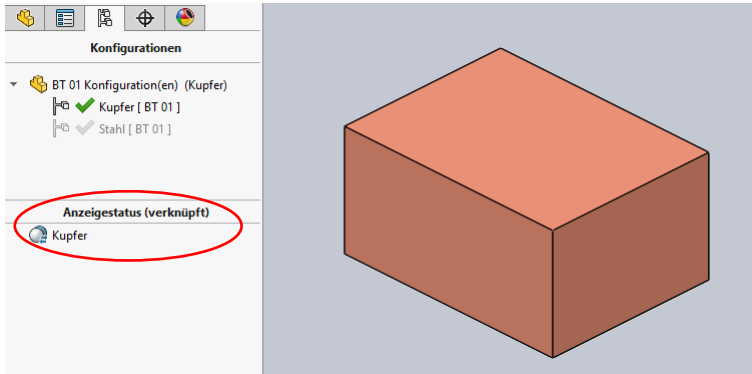 Konfigurationen
BT 01 Konfiguration(en) (Kupfer)
Kupfer [ BT 01 ]
Stahl [ BT 01 ]
Anzeigestatus (verknüpft)
Kupfer